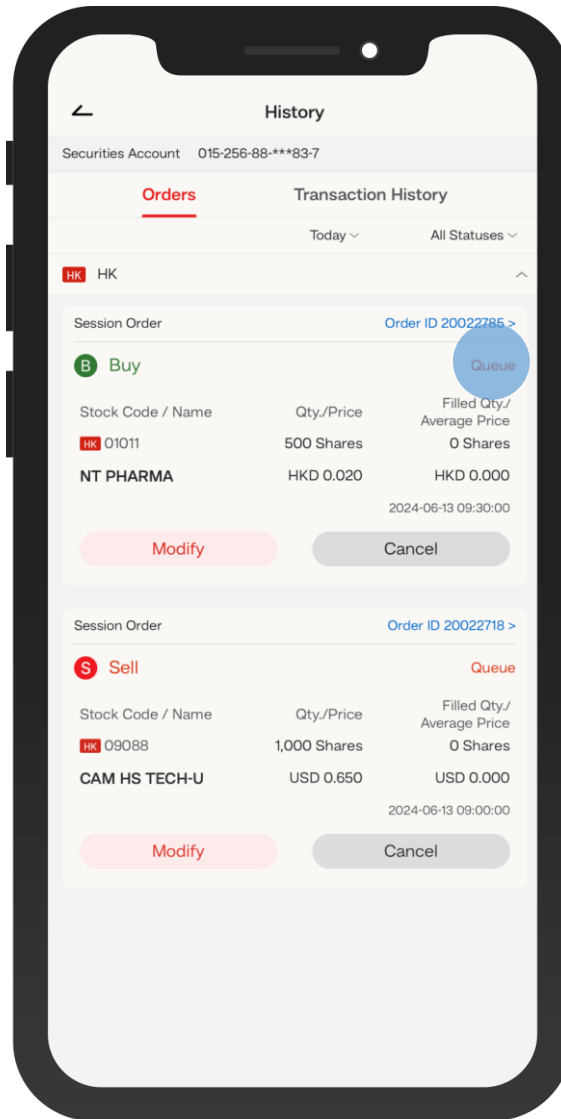 History
Securities Account 015-256-88-***83-7
Orders Transaction History
Today All Statuses
HK HK
Session Order Order ID 20022785 >
B Buy Queue
Stock Code / Name Qty./Price Filled Qty./
Average Price
HK 01011 500 Shares 0 Shares
NT PHARMA HKD 0.020 HKD 0.000
2024-06-13 09:30:00
Modify Cancel
Session Order Order ID 20022718 >
S Sell Queue
Stock Code / Name Qty./Price Filled Qty./
Average Price
HK 09088 1,000 Shares 0 Shares
CAM HS TECH-U USD 0.650 USD 0.000
2024-06-13 09:00:00
Modify Cancel